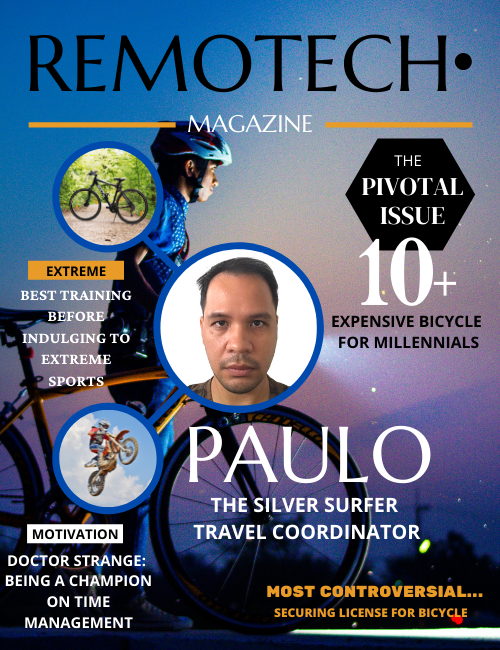 REMOTECH•
MAGAZINE
THE
PIVOTAL
ISSUE
10+
EXPENSIVE BICYCLE
FOR MILLENNIALS
EXTREME
BEST TRAINING
BEFORE
INDULGING TO
EXTREME
SPORTS
PAULO
THE SILVER SURFER
TRAVEL COORDINATOR
MOTIVATION
DOCTOR STRANGE:
BEING A CHAMPION
ON TIME
MANAGEMENT
MOST CONTROVERSIAL...
SECURING LICENSE FOR BICYCLE